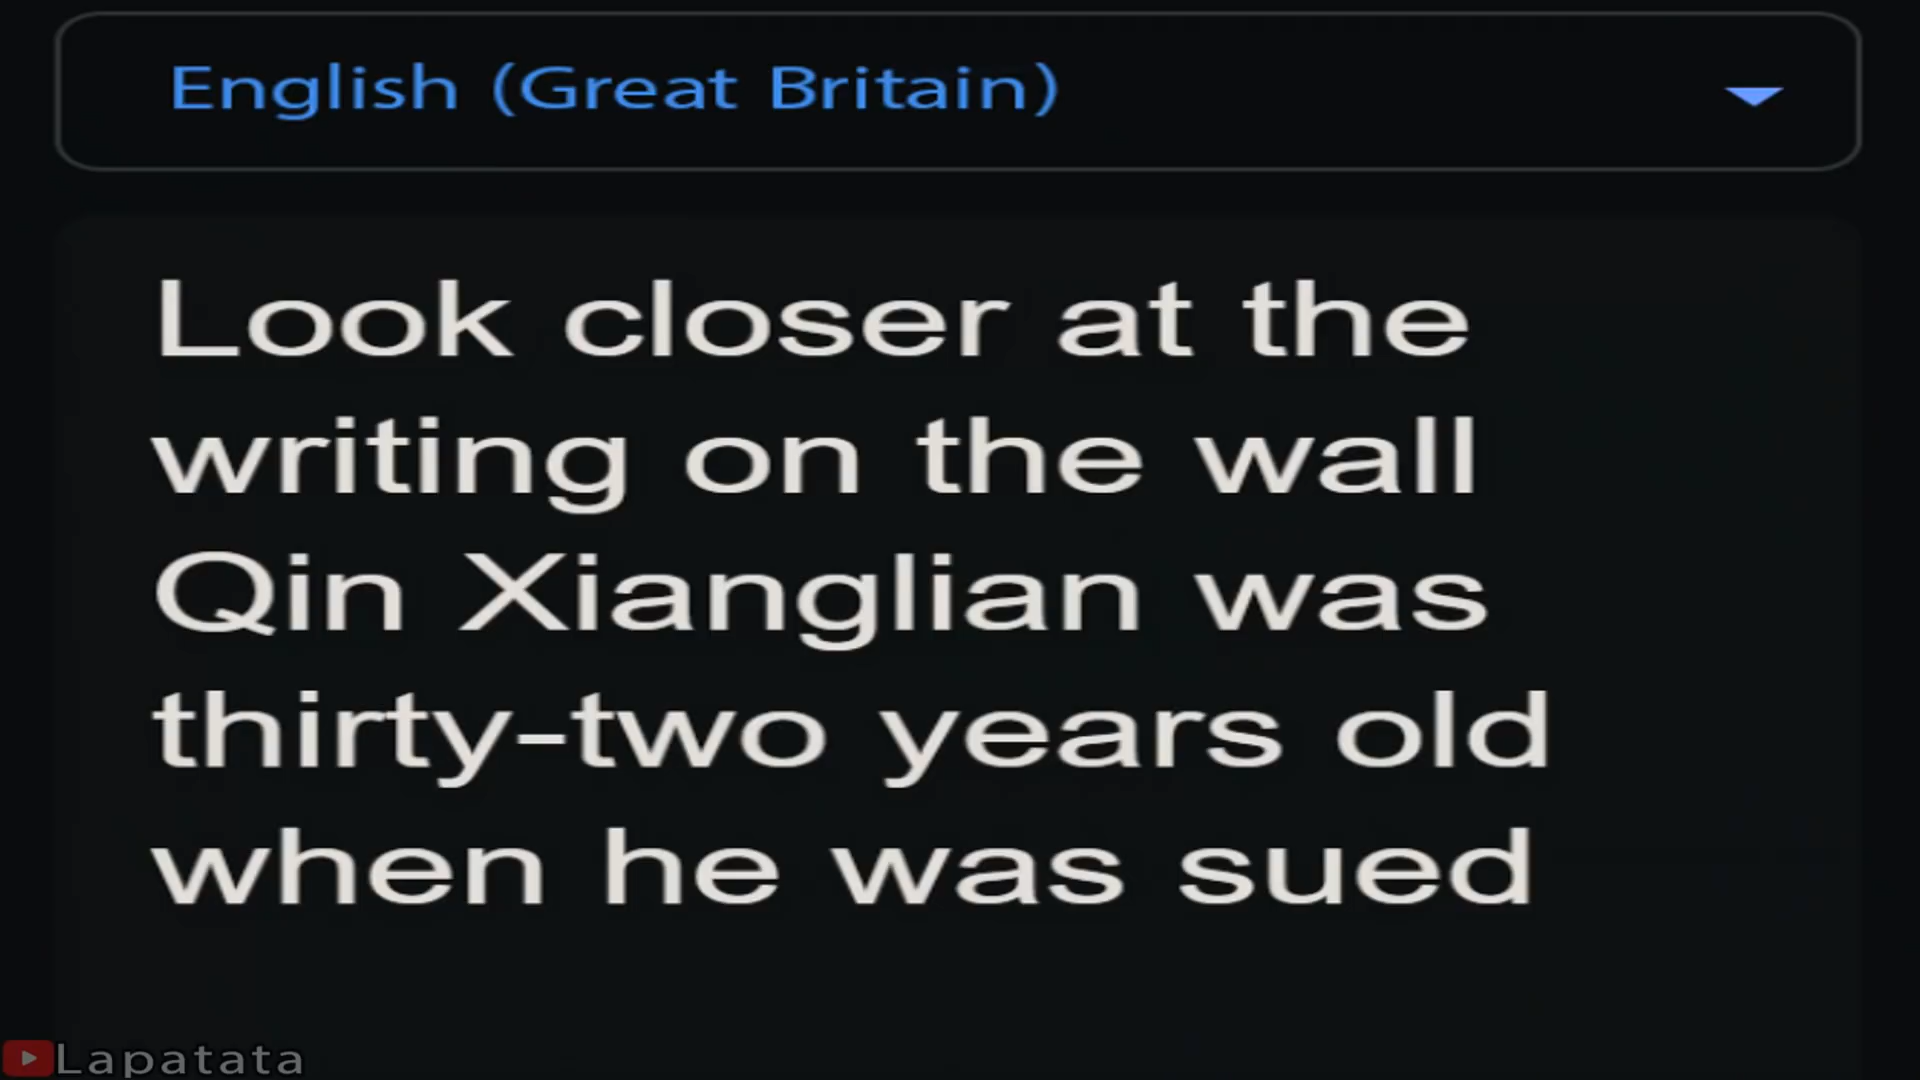 English (Great Britain)
Look closer at the
writing on the wall
Qin Xianglian was
thirty-two years old
when he was sued
Lapatata